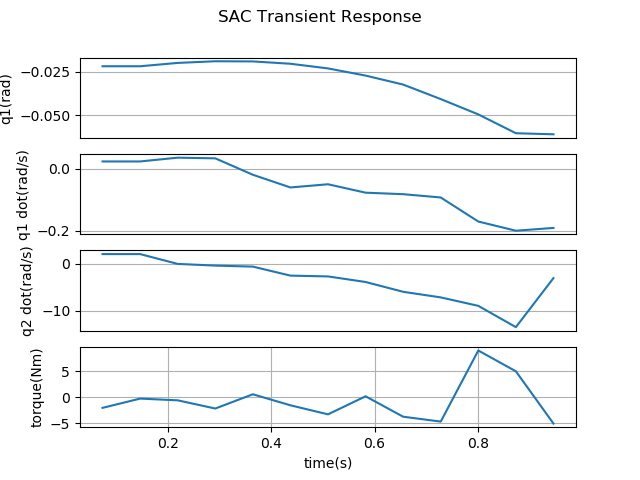 SAC Transient Response
q1(rad)
−0.025
−0.050
q1 dot(rad/s)
0.0
−0.2
q2 dot(rad/s)
0
−10
torque(Nm)
5
0
−5
0.2 0.4 0.6 0.8
time(s)